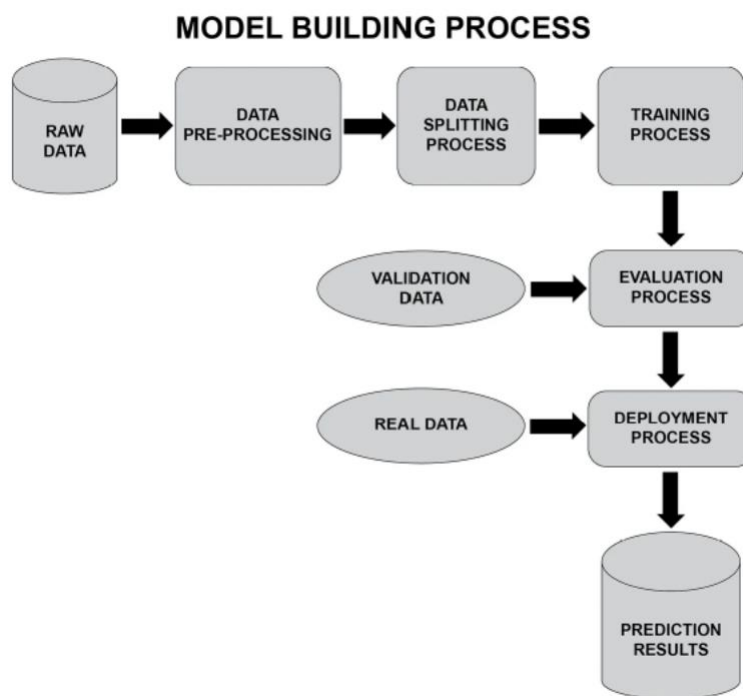 MODEL BUILDING PROCESS
RAW
DATA
DATA
PRE-PROCESSING
DATA
SPLITTING
PROCESS
TRAINING
PROCESS
VALIDATION
DATA
EVALUATION
PROCESS
REAL DATA
DEPLOYMENT
PROCESS
PREDICTION
RESULTS